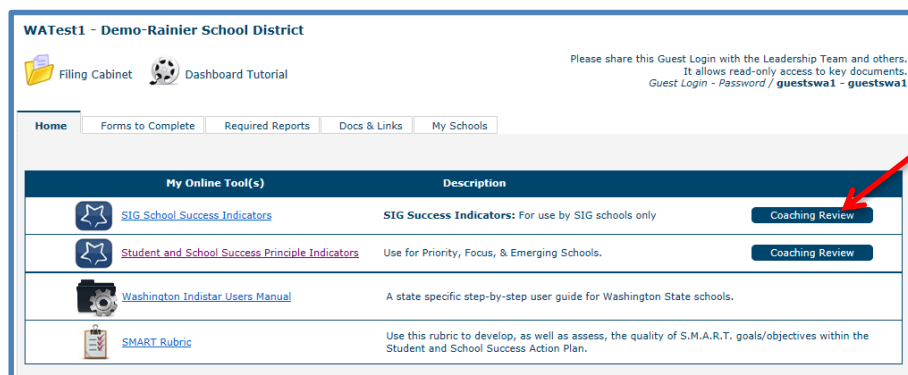 WATest1 - Demo-Rainier School District
Filing Cabinet
Dashboard Tutorial
Please share this Guest Login with the Leadership Team and others.
It allows read-only access to key documents.
Guest Login - Password / guestswa1 - guestswa1
Home
Forms to Complete
Required Reports
Docs & Links
My Schools
My Online Tool(s)
Description
SIG School Success Indicators
SIG Success Indicators: For use by SIG schools only
Coaching Review
Student and School Success Principle Indicators
Use for Priority, Focus, & Emerging Schools.
Coaching Review
Washington Indistar Users Manual
A state specific step-by-step user guide for Washington State schools.
SMART Rubric
Use this rubric to develop, as well as assess, the quality of S.M.A.R.T. goals/objectives within the
Student and School Success Action Plan.